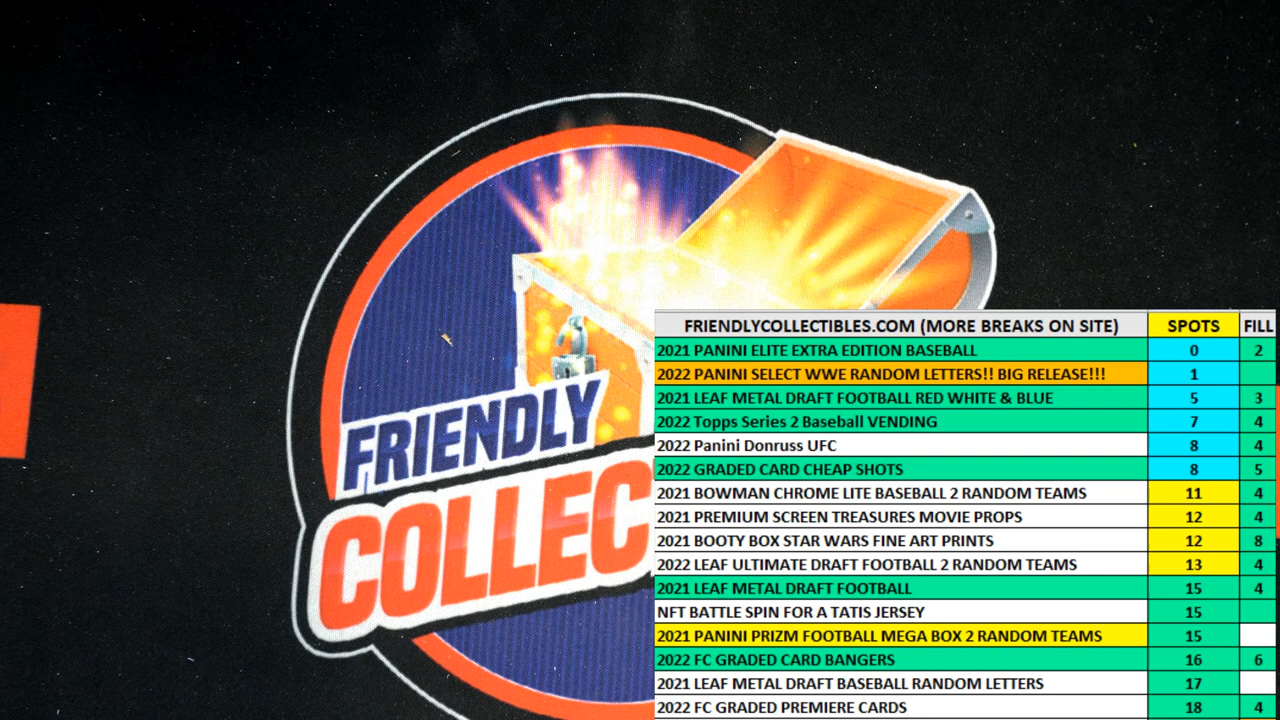 FRIENDLY
COLLEC
FRIENDLYCOLLECTIBLES.COM (MORE BREAKS ON SITE) SPOTS FILL
2021 PANINI ELITE EXTRA EDITION BASEBALL 0 2
2022 PANINI SELECT WWE RANDOM LETTERS!! BIG RELEASE!!! 1
2021 LEAF METAL DRAFT FOOTBALL RED WHITE & BLUE 5 3
2022 Topps Series 2 Baseball VENDING 7 4
2022 Panini Donruss UFC 8 4
2022 GRADED CARD CHEAP SHOTS 8 5
2021 BOWMAN CHROME LITE BASEBALL 2 RANDOM TEAMS 11 4
2021 PREMIUM SCREEN TREASURES MOVIE PROPS 12 4
2021 BOOTY BOX STAR WARS FINE ART PRINTS 12 8
2022 LEAF ULTIMATE DRAFT FOOTBALL 2 RANDOM TEAMS 13 4
2021 LEAF METAL DRAFT FOOTBALL 15 4
NFT BATTLE SPIN FOR A TATIS JERSEY 15
2021 PANINI PRIZM FOOTBALL MEGA BOX 2 RANDOM TEAMS 15
2022 FC GRADED CARD BANGERS 16 6
2021 LEAF METAL DRAFT BASEBALL RANDOM LETTERS 17
2022 FC GRADED PREMIERE CARDS 18 4